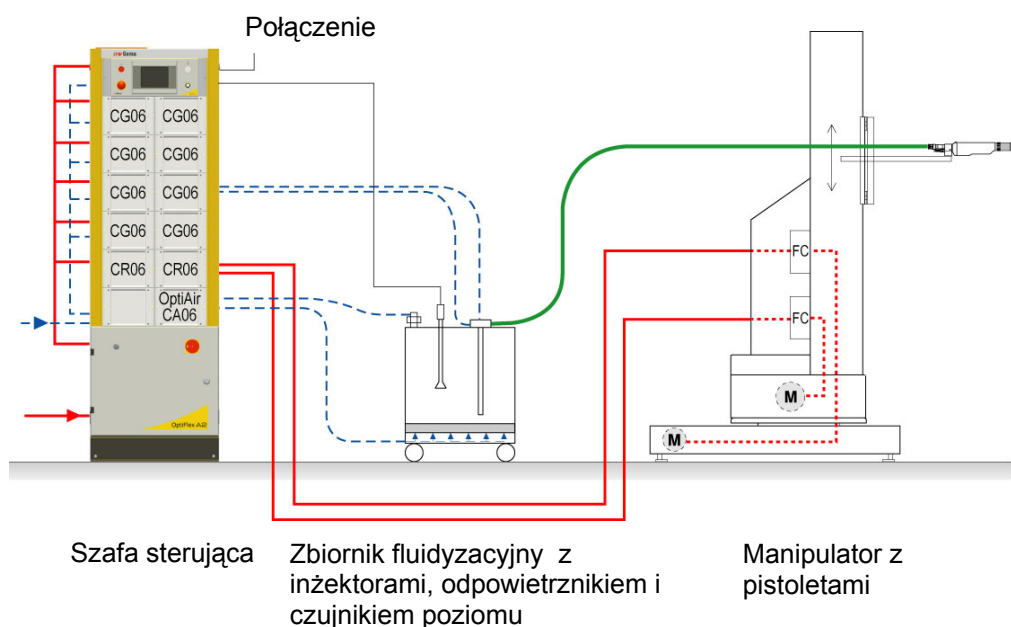 Połączenie
Gema
CG06 CG06
CG06 CG06
CG06 CG06
CG06 CG06
CR06 CR06
OptiAir
CA06
OptiFlex A2
FC
FC
M
M
Szafa sterująca
Zbiornik fluidyzacyjny z
inżektorami, odpowietrznikiem i
czujnikiem poziomu
Manipulator z
pistoletami